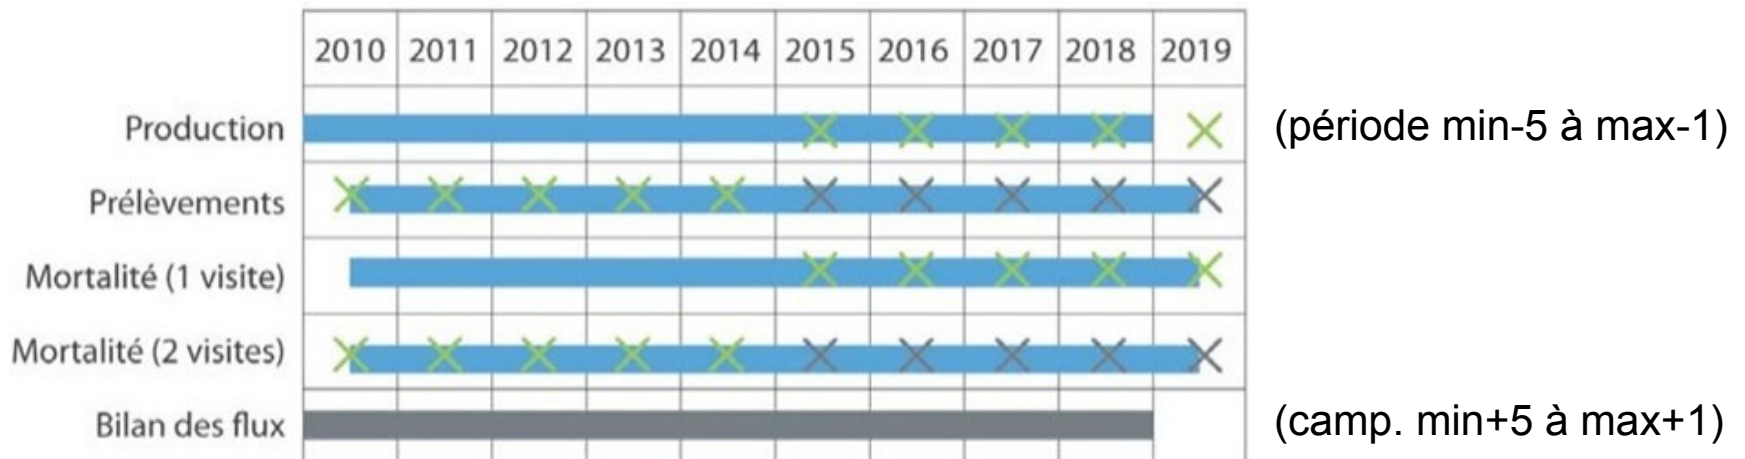 2010 2011 2012 2013 2014 2015 2016 2017 2018 2019
Production (période min-5 à max-1)
Prélèvements
Mortalité (1 visite)
Mortalité (2 visites)
Bilan des flux (camp. min+5 à max+1)